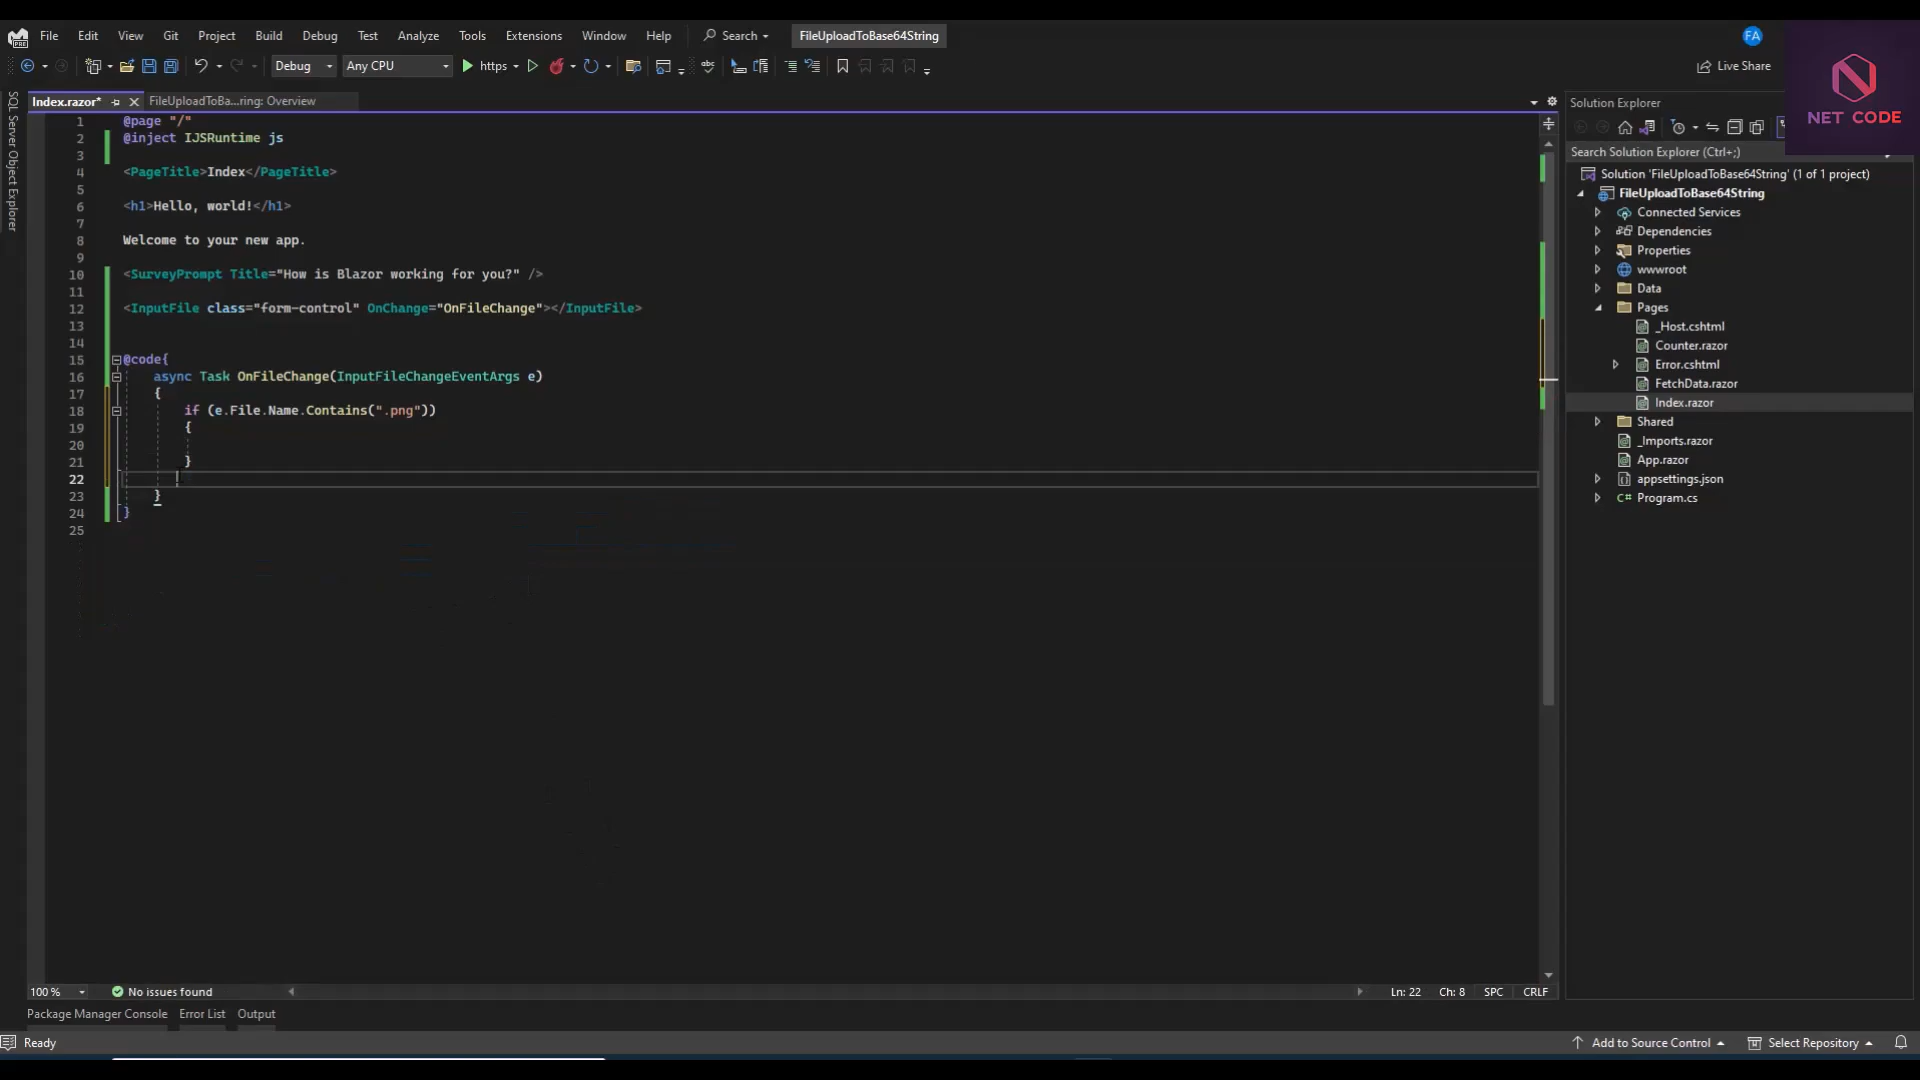 File Edit View Git Project Build Debug Test Analyze Tools Extensions Window Help Search FileUploadToBase64String FA
PRE
Debug Any CPU https Live Share
NET CODE
SQL Server Object Explorer
Index.razor* FileUploadToBa...ring: Overview
1 @page "/"
2 @inject IJSRuntime js
3
4 <PageTitle>Index</PageTitle>
5
6 <h1>Hello, world!</h1>
7
8 Welcome to your new app.
9
10 <SurveyPrompt Title="How is Blazor working for you?" />
11
12 <InputFile class="form-control" OnChange="OnFileChange"></InputFile>
13
14
15 @code{
16 async Task OnFileChange(InputFileChangeEventArgs e)
17 {
18 if (e.File.Name.Contains(".png"))
19 {
20
21 }
22
23 }
24 }
25
Solution Explorer
Search Solution Explorer (Ctrl+;)
Solution 'FileUploadToBase64String' (1 of 1 project)
FileUploadToBase64String
Connected Services
Dependencies
Properties
wwwroot
Data
Pages
_Host.cshtml
Counter.razor
Error.cshtml
FetchData.razor
Index.razor
Shared
_Imports.razor
App.razor
appsettings.json
C# Program.cs
100 % No issues found Ln: 22 Ch: 8 SPC CRLF
Package Manager Console Error List Output
Ready Add to Source Control Select Repository